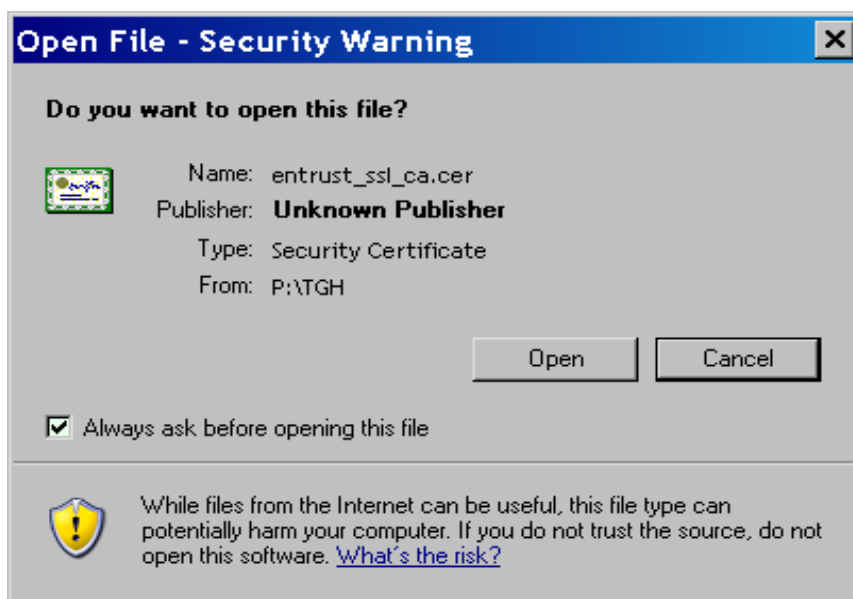 Open File - Security Warning
Do you want to open this file?
Name: entrust_ssl_ca.cer
Publisher: Unknown Publisher
Type: Security Certificate
From: P:\TGH
Open Cancel
Always ask before opening this file
While files from the Internet can be useful, this file type can
potentially harm your computer. If you do not trust the source, do not
open this software. What's the risk?